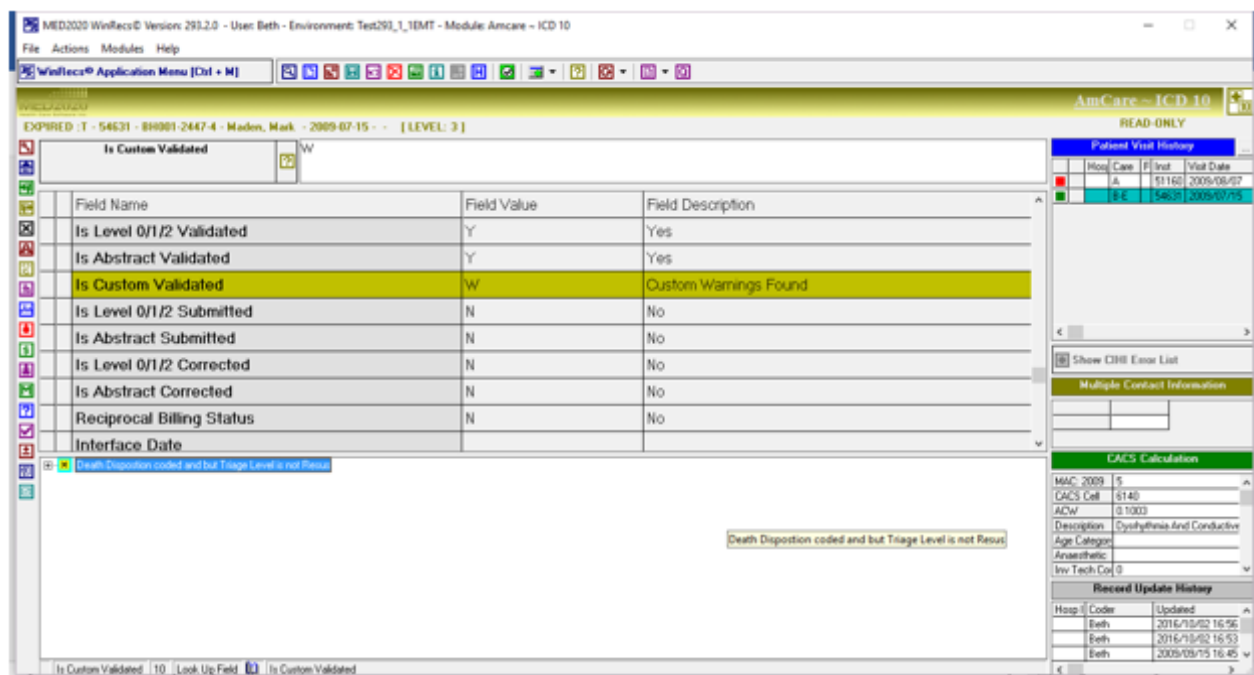 MED2020 WinRecs© Version: 293.2.0 - User: Beth - Environment: Test293_1_1EMT - Module: Amcare ~ ICD 10
File Actions Modules Help
WinRecs© Application Menu [Ctrl + M]
MED2020
AmCare ~ ICD 10
EXPIRED :T - 54631 - BH001-2447-4 - Maden, Mark - 2009-07-15 - - [LEVEL: 3 ]
READ-ONLY
Is Custom Validated
W
Field Name Field Value Field Description
Is Level 0/1/2 Validated Y Yes
Is Abstract Validated Y Yes
Is Custom Validated W Custom Warnings Found
Is Level 0/1/2 Submitted N No
Is Abstract Submitted N No
Is Level 0/1/2 Corrected N No
Is Abstract Corrected N No
Reciprocal Billing Status N No
Interface Date
Death Dispostion coded and but Triage Level is not Resus
Death Dispostion coded and but Triage Level is not Resus
Is Custom Validated 10 Look Up Field Is Custom Validated
Patient Visit History
Hosp Care F Inst Visit Date
A 51160 2009/08/07
B-E 54631 2009/07/15
Show CIHI Error List
Multiple Contact Information
CACS Calculation
MAC: 2009 5
CACS Cell 6140
ACW 0.1003
Description Dysrhythmia And Conductive
Age Categor
Anaesthetic
Inv Tech Co 0
Record Update History
Hosp I Coder Updated
Beth 2016/10/02 16:56
Beth 2016/10/02 16:53
Beth 2009/09/15 16:45